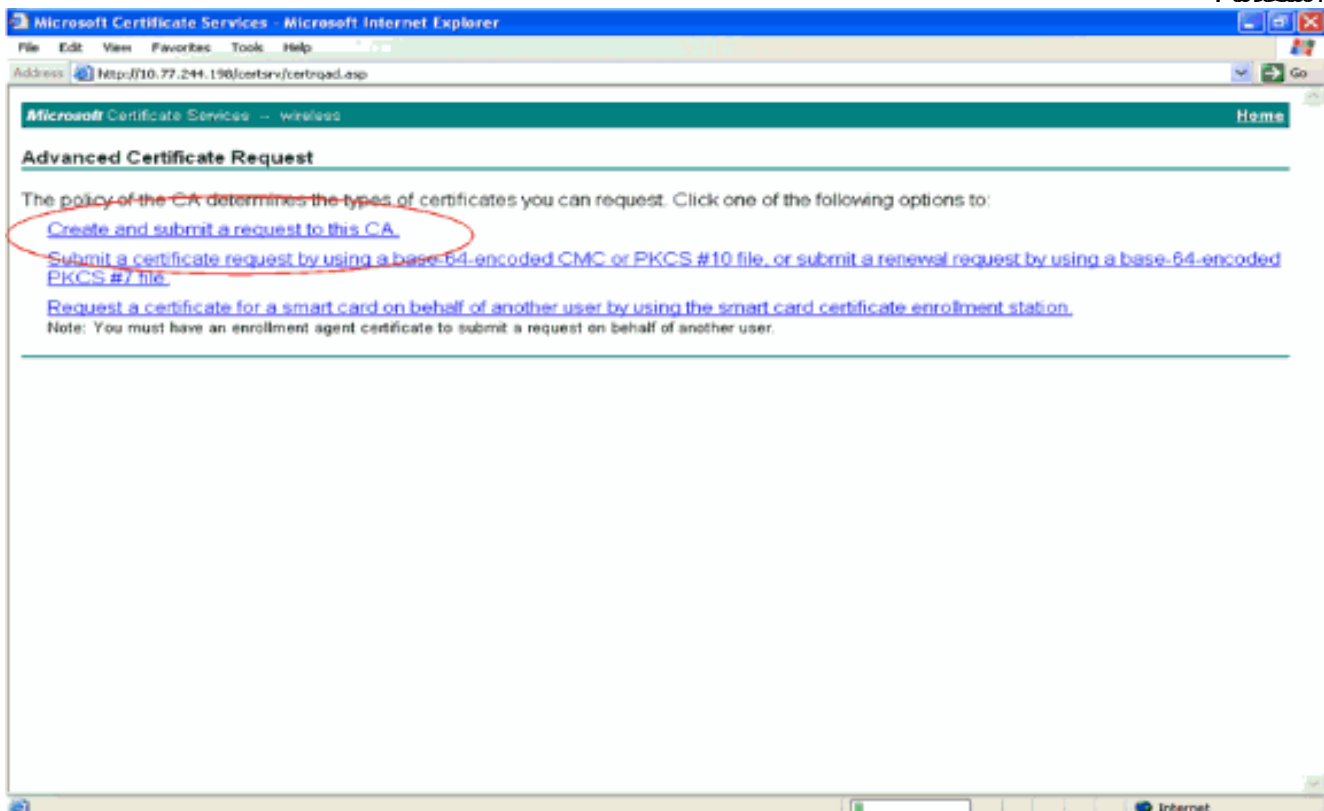 Microsoft Certificate Services - Microsoft Internet Explorer
File Edit View Favorites Tools Help
Address http://10.77.244.198/certsrv/certrqad.asp Go
Microsoft Certificate Services -- wireless Home
Advanced Certificate Request
The policy of the CA determines the types of certificates you can request. Click one of the following options to:
Create and submit a request to this CA.
Submit a certificate request by using a base-64-encoded CMC or PKCS #10 file, or submit a renewal request by using a base-64-encoded
PKCS #7 file.
Request a certificate for a smart card on behalf of another user by using the smart card certificate enrollment station.
Note: You must have an enrollment agent certificate to submit a request on behalf of another user.
Internet